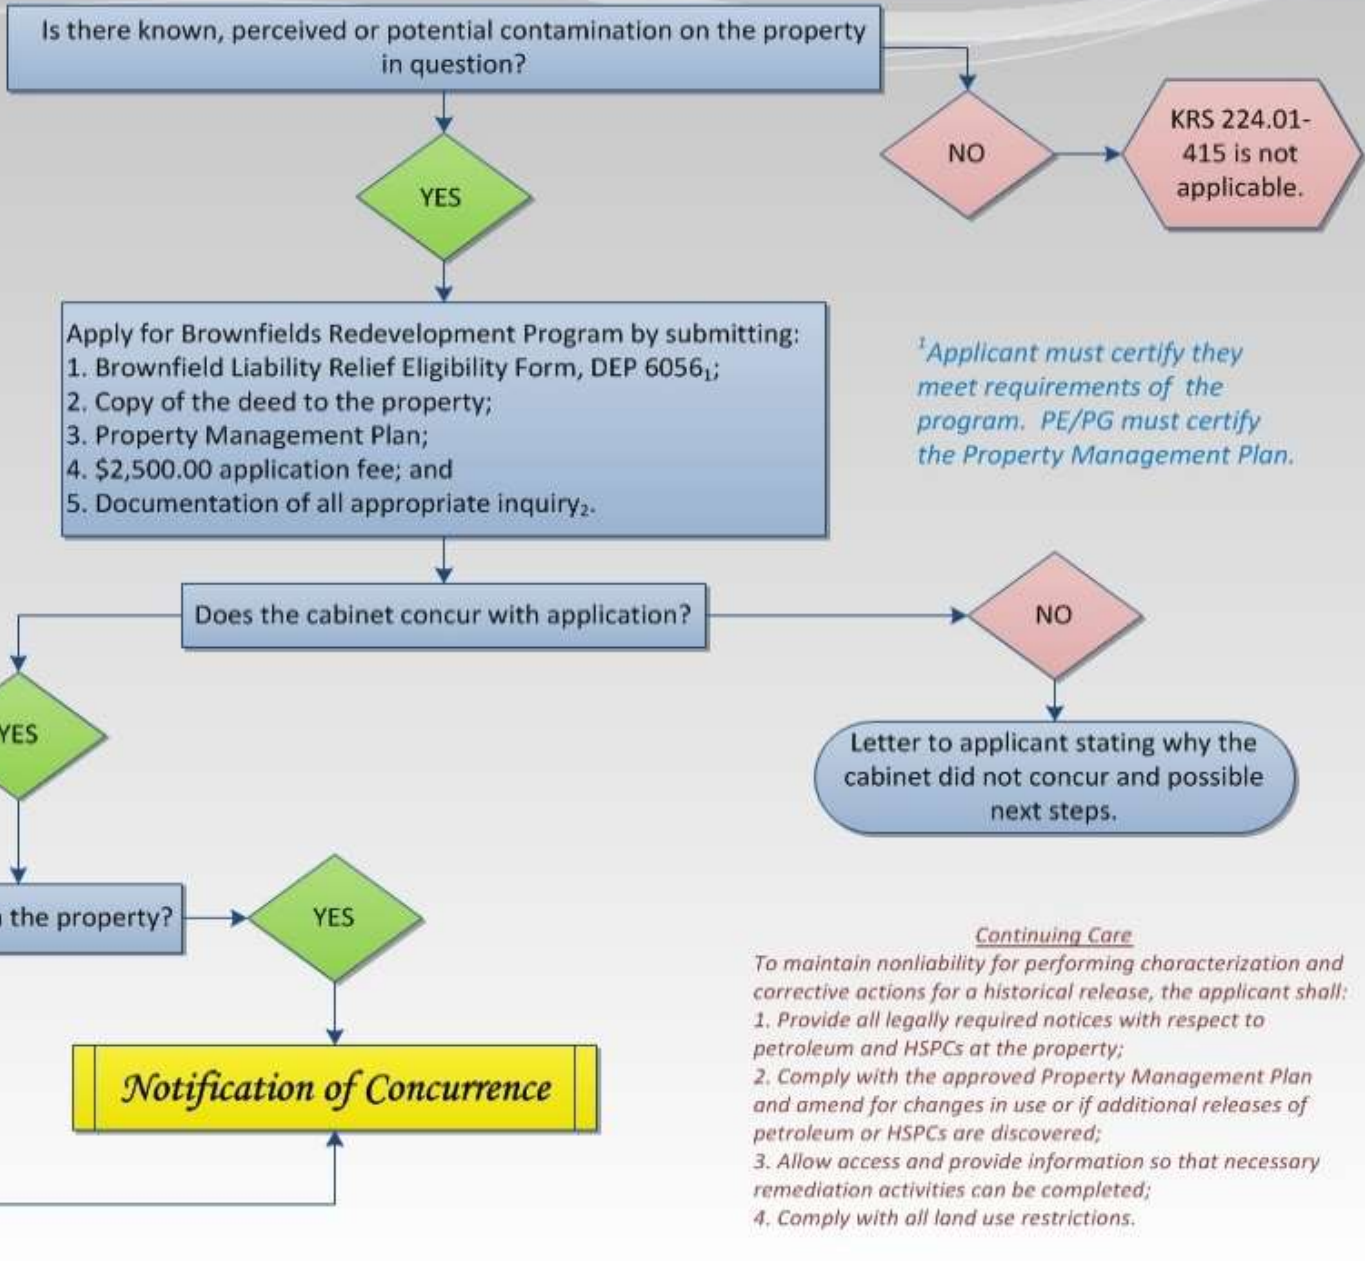 Is there known, perceived or potential contamination on the property
in question?
NO
KRS 224.01-
415 is not
applicable.
YES
Apply for Brownfields Redevelopment Program by submitting:
1. Brownfield Liability Relief Eligibility Form, DEP 6056₁;
2. Copy of the deed to the property;
3. Property Management Plan;
4. $2,500.00 application fee; and
5. Documentation of all appropriate inquiry₂.
¹Applicant must certify they
meet requirements of the
program. PE/PG must certify
the Property Management Plan.
Does the cabinet concur with application?
NO
YES
Letter to applicant stating why the
cabinet did not concur and possible
next steps.
the property?
YES
Notification of Concurrence
Continuing Care
To maintain nonliability for performing characterization and
corrective actions for a historical release, the applicant shall:
1. Provide all legally required notices with respect to
petroleum and HSPCs at the property;
2. Comply with the approved Property Management Plan
and amend for changes in use or if additional releases of
petroleum or HSPCs are discovered;
3. Allow access and provide information so that necessary
remediation activities can be completed;
4. Comply with all land use restrictions.